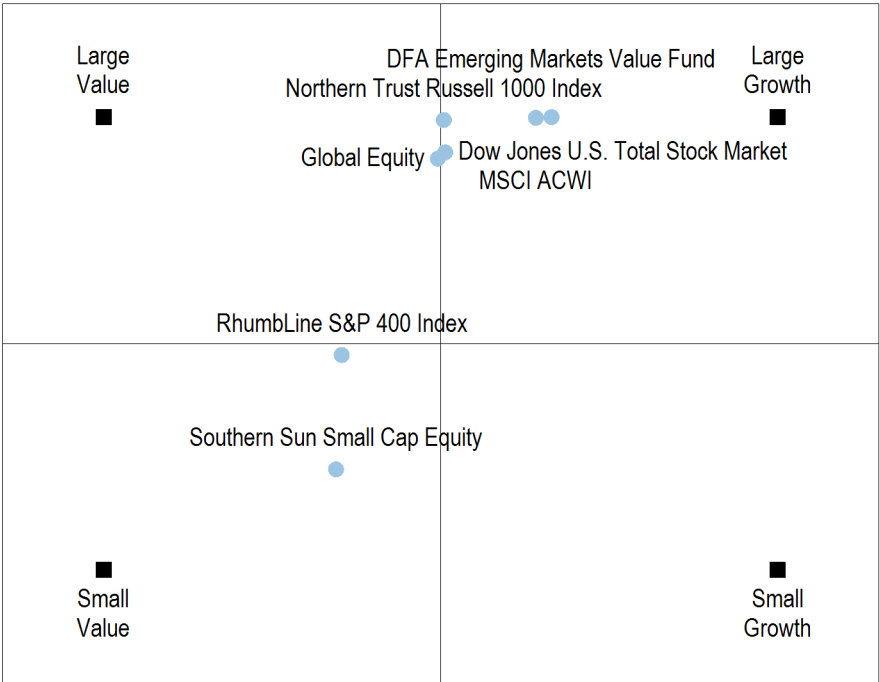 Large
Value
DFA Emerging Markets Value Fund
Large
Growth
Northern Trust Russell 1000 Index
Global Equity
Dow Jones U.S. Total Stock Market
MSCI ACWI
RhumbLine S&P 400 Index
Southern Sun Small Cap Equity
Small
Value
Small
Growth